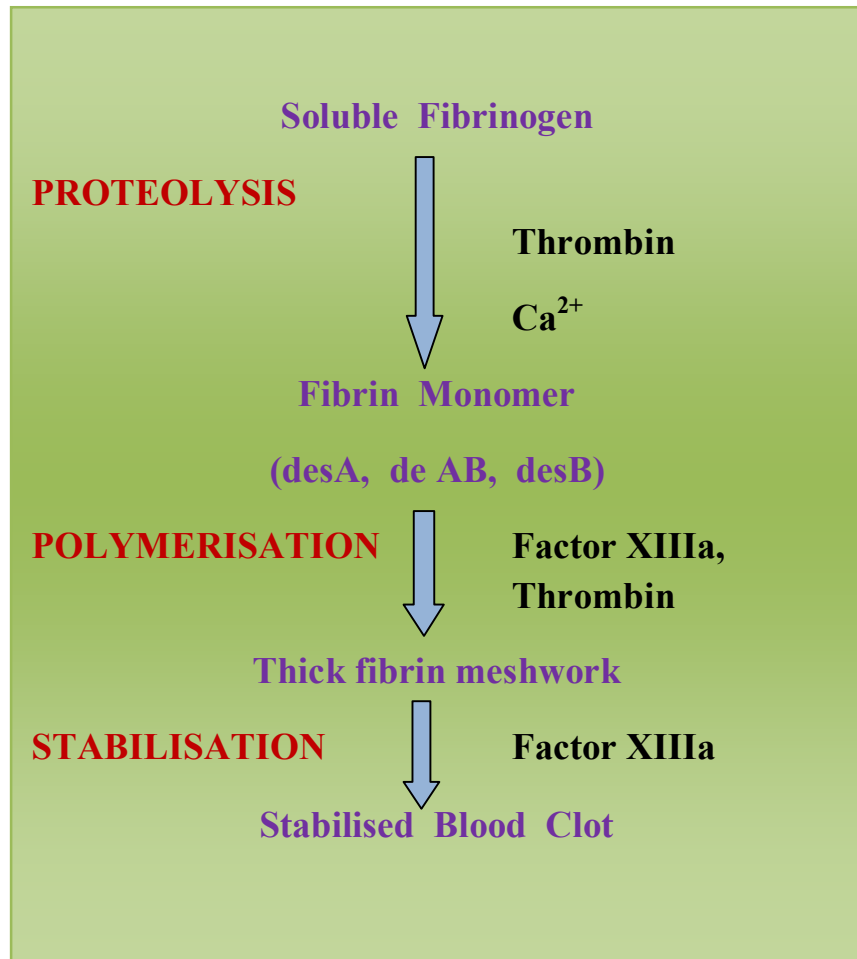 Soluble Fibrinogen
PROTEOLYSIS
Thrombin
Ca²⁺
Fibrin Monomer
(desA, de AB, desB)
POLYMERISATION
Factor XIIIa,
Thrombin
Thick fibrin meshwork
STABILISATION
Factor XIIIa
Stabilised Blood Clot